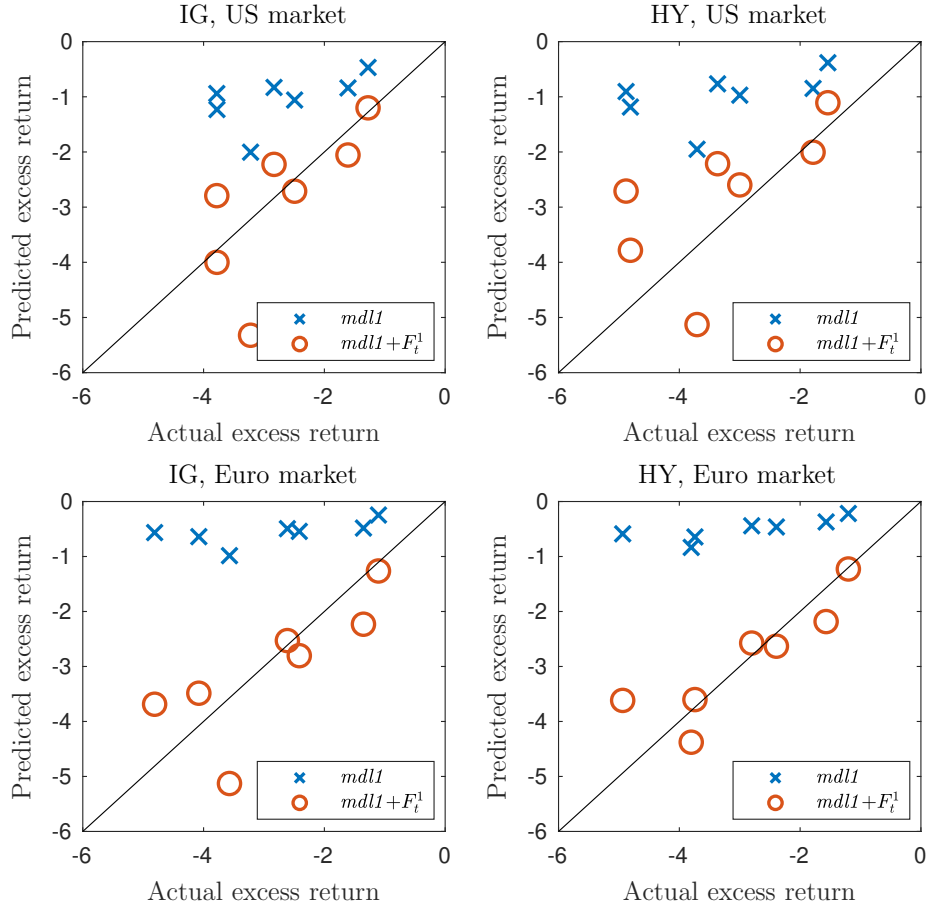 IG, US market
0
-1
-2
-3
-4
-5
-6
Predicted excess return
mdl1
mdl1+F_t^1
-6 -4 -2 0
Actual excess return
HY, US market
0
-1
-2
-3
-4
-5
-6
Predicted excess return
mdl1
mdl1+F_t^1
-6 -4 -2 0
Actual excess return
IG, Euro market
0
-1
-2
-3
-4
-5
-6
Predicted excess return
mdl1
mdl1+F_t^1
-6 -4 -2 0
Actual excess return
HY, Euro market
0
-1
-2
-3
-4
-5
-6
Predicted excess return
mdl1
mdl1+F_t^1
-6 -4 -2 0
Actual excess return